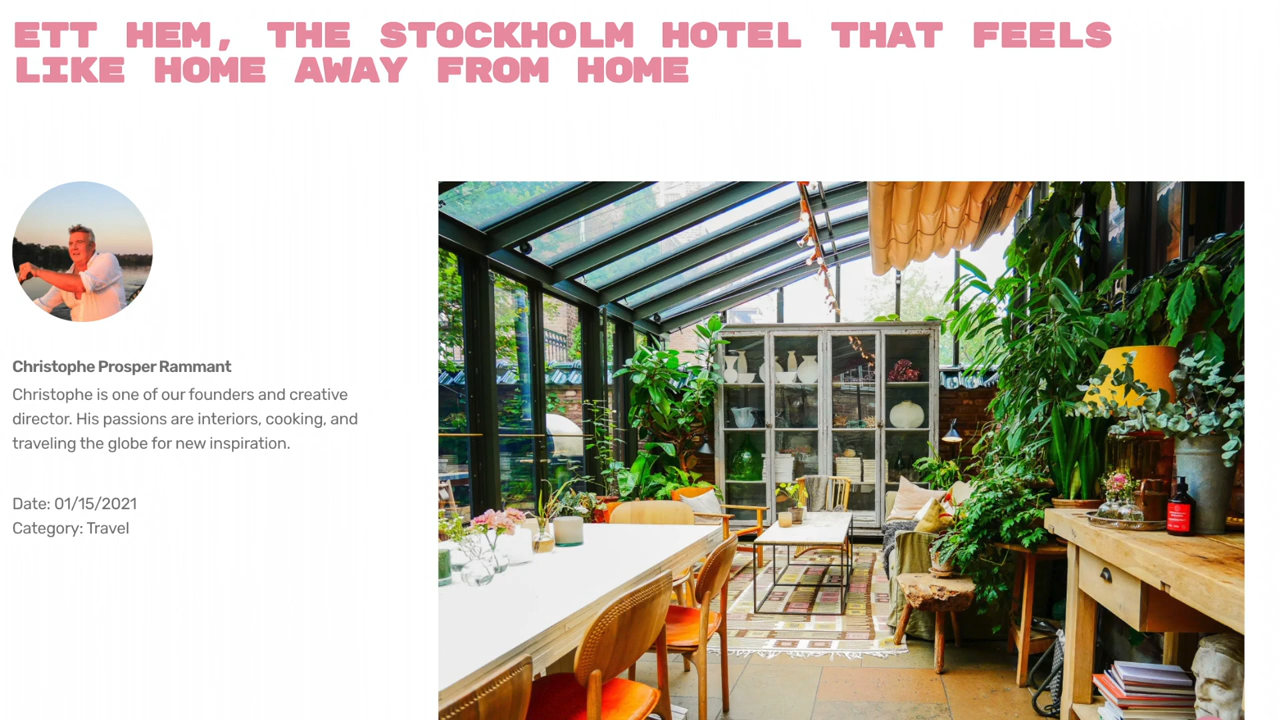 ETT HEM, THE STOCKHOLM HOTEL THAT FEELS
LIKE HOME AWAY FROM HOME
Christophe Prosper Rammant
Christophe is one of our founders and creative
director. His passions are interiors, cooking, and
traveling the globe for new inspiration.
Date: 01/15/2021
Category: Travel